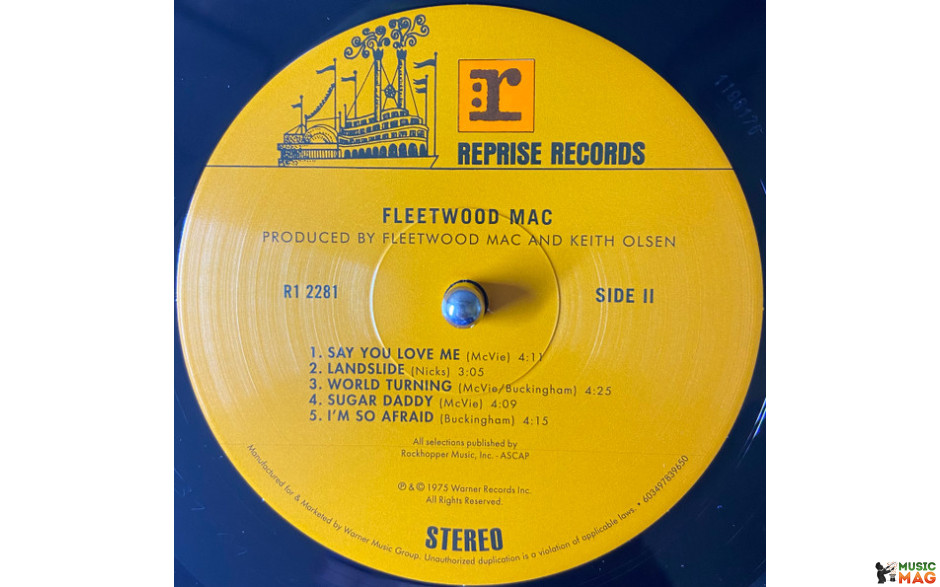 r
REPRISE RECORDS
FLEETWOOD MAC
PRODUCED BY FLEETWOOD MAC AND KEITH OLSEN
R1 2281
SIDE II
1. SAY YOU LOVE ME (McVie) 4:11
2. LANDSLIDE (Nicks) 3:05
3. WORLD TURNING (McVie/Buckingham) 4:25
4. SUGAR DADDY (McVie) 4:09
5. I'M SO AFRAID (Buckingham) 4:15
All selections published by
Rockhopper Music, Inc. - ASCAP
℗ & © 1975 Warner Records Inc.
All Rights Reserved.
STEREO
Manufactured for & Marketed by Warner Music Group. Unauthorized duplication is a violation of applicable laws. • 603497839650
MUSIC
MAG